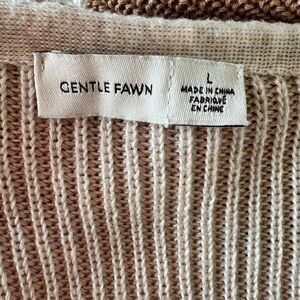 GENTLE FAWN
L
MADE IN CHINA
FABRIQUÉ
EN CHINE